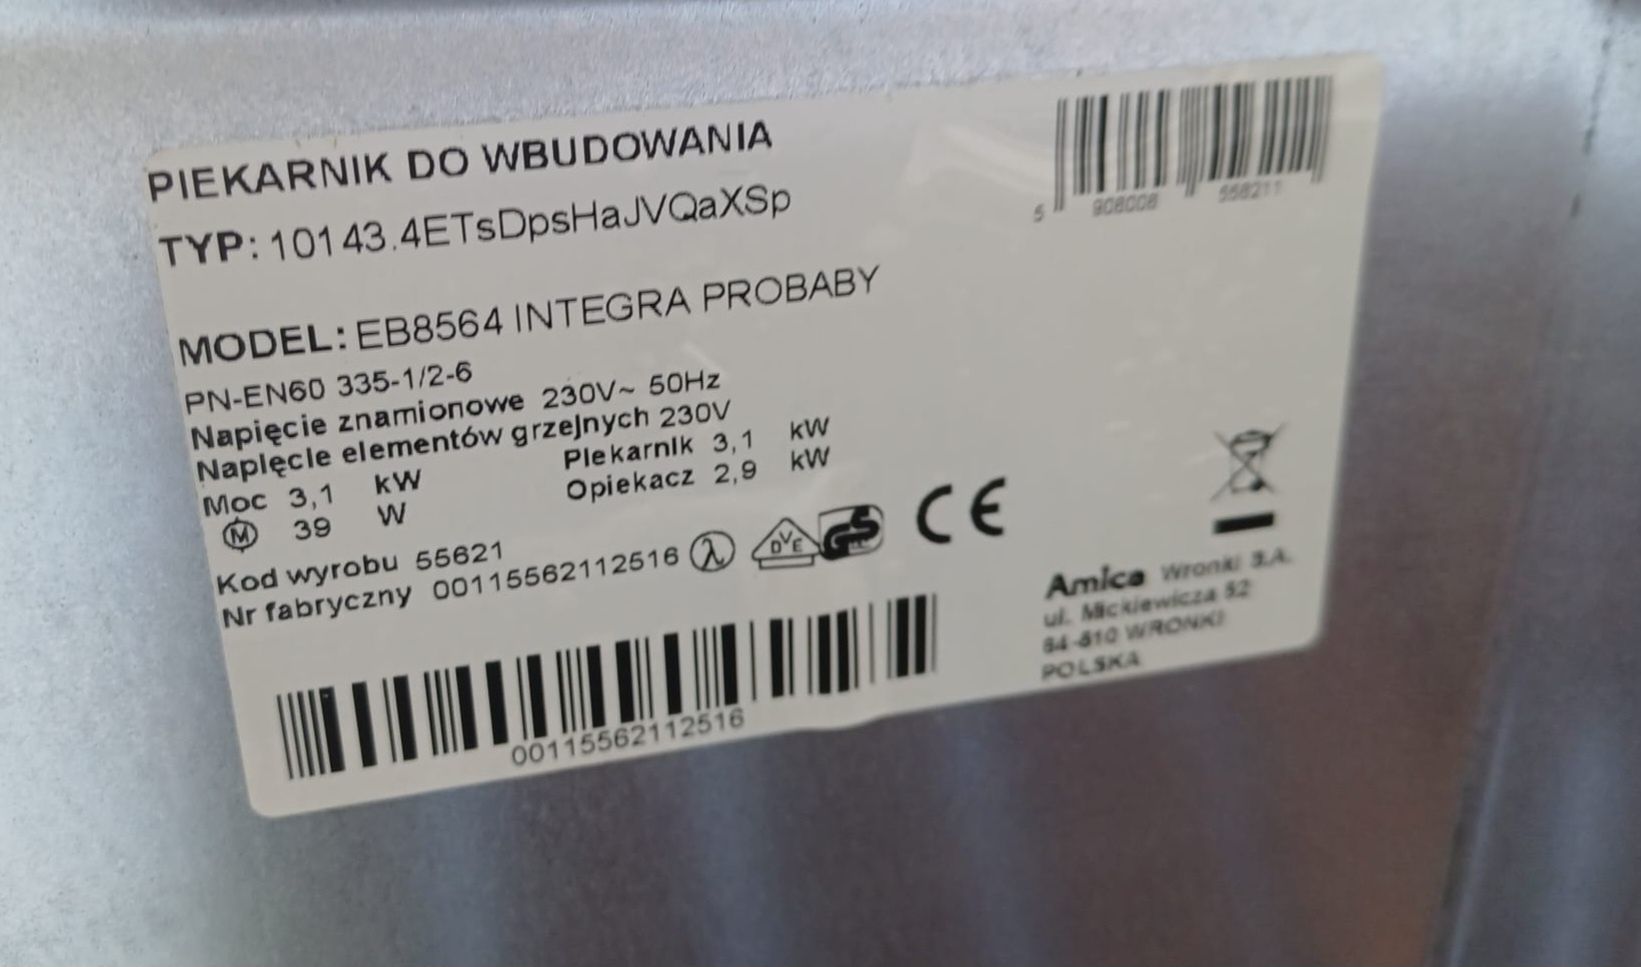 PIEKARNIK DO WBUDOWANIA
TYP: 10143.4ETsDpsHaJVQaXSp
MODEL: EB8564 INTEGRA PROBABY
PN-EN60 335-1/2-6
Napięcie znamionowe 230V~ 50Hz
Napięcie elementów grzejnych 230V
Moc 3,1 kW Piekarnik 3,1 kW
M 39 W Opiekacz 2,9 kW
Kod wyrobu 55621
Nr fabryczny 00115562112516 λ DVE GS CE
00115562112516
5 908008 558211
Amica Wronki S.A.
ul. Mickiewicza 52
64-510 WRONKI
POLSKA